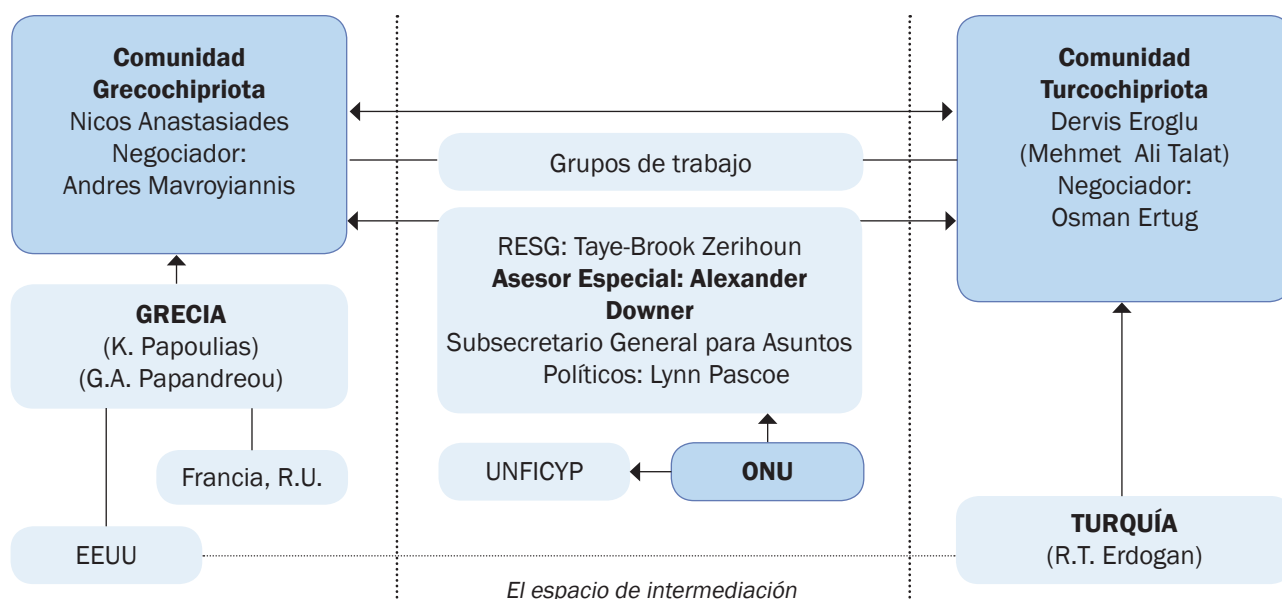 Comunidad
Grecochipriota
Nicos Anastasiades
Negociador:
Andres Mavroyiannis
Comunidad
Turcochipriota
Dervis Eroglu
(Mehmet Ali Talat)
Negociador:
Osman Ertug
Grupos de trabajo
RESG: Taye-Brook Zerihoun
Asesor Especial: Alexander
Downer
Subsecretario General para Asuntos
Políticos: Lynn Pascoe
GRECIA
(K. Papoulias)
(G.A. Papandreou)
Francia, R.U.
UNFICYP
ONU
EEUU
TURQUÍA
(R.T. Erdogan)
El espacio de intermediación